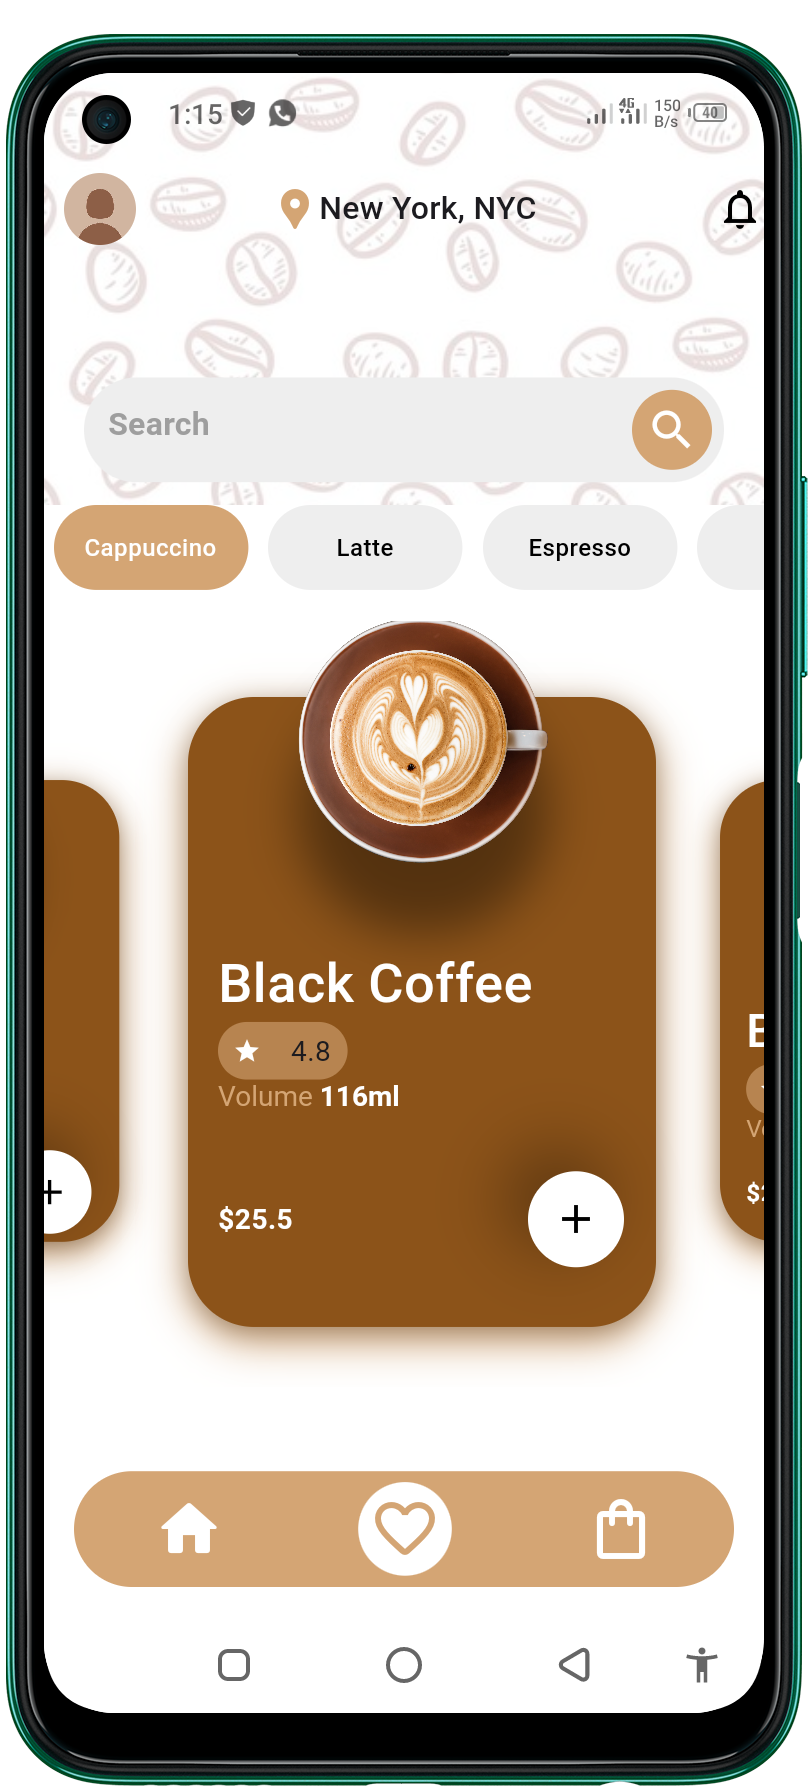 1:15 4G 150 B/s 40
New York, NYC
Search
Cappuccino Latte Espresso
Black Coffee
4.8
Volume 116ml
$25.5